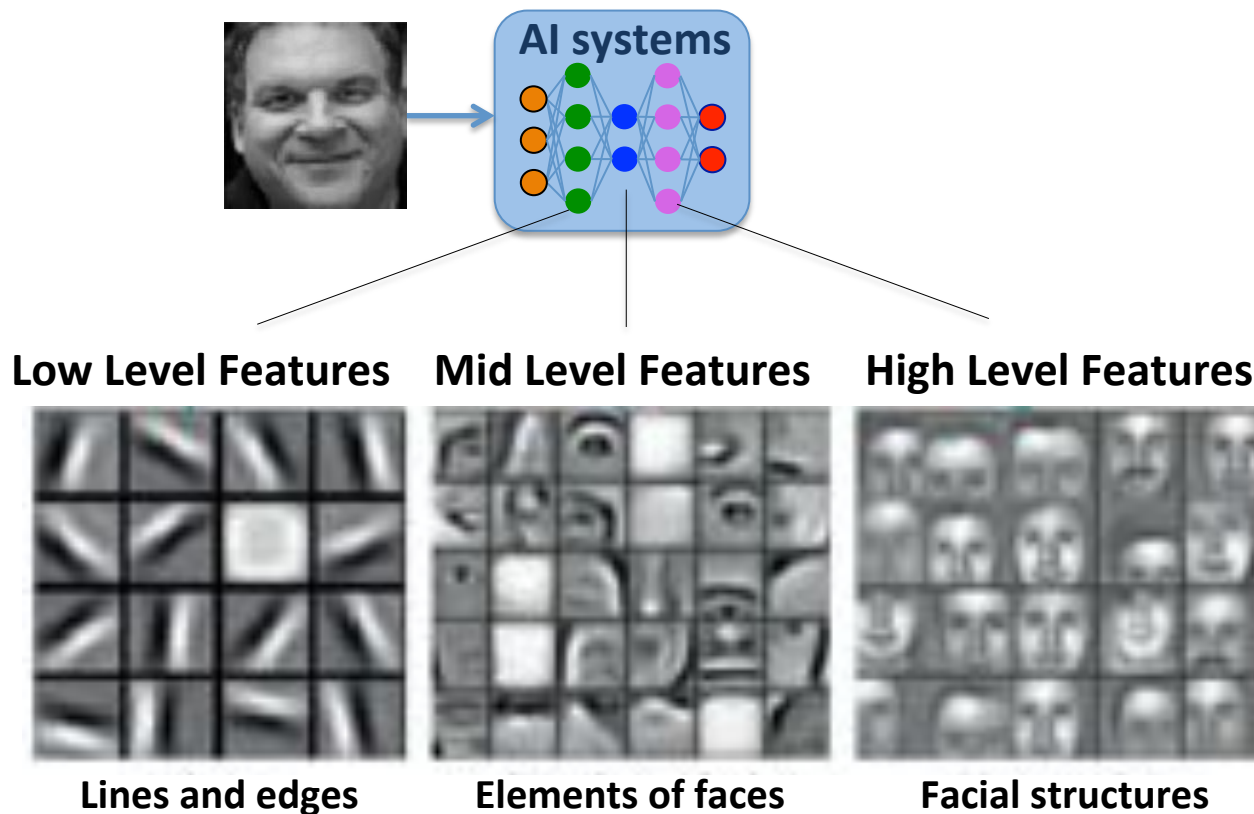 AI systems
Low Level Features
Mid Level Features
High Level Features
Lines and edges
Elements of faces
Facial structures